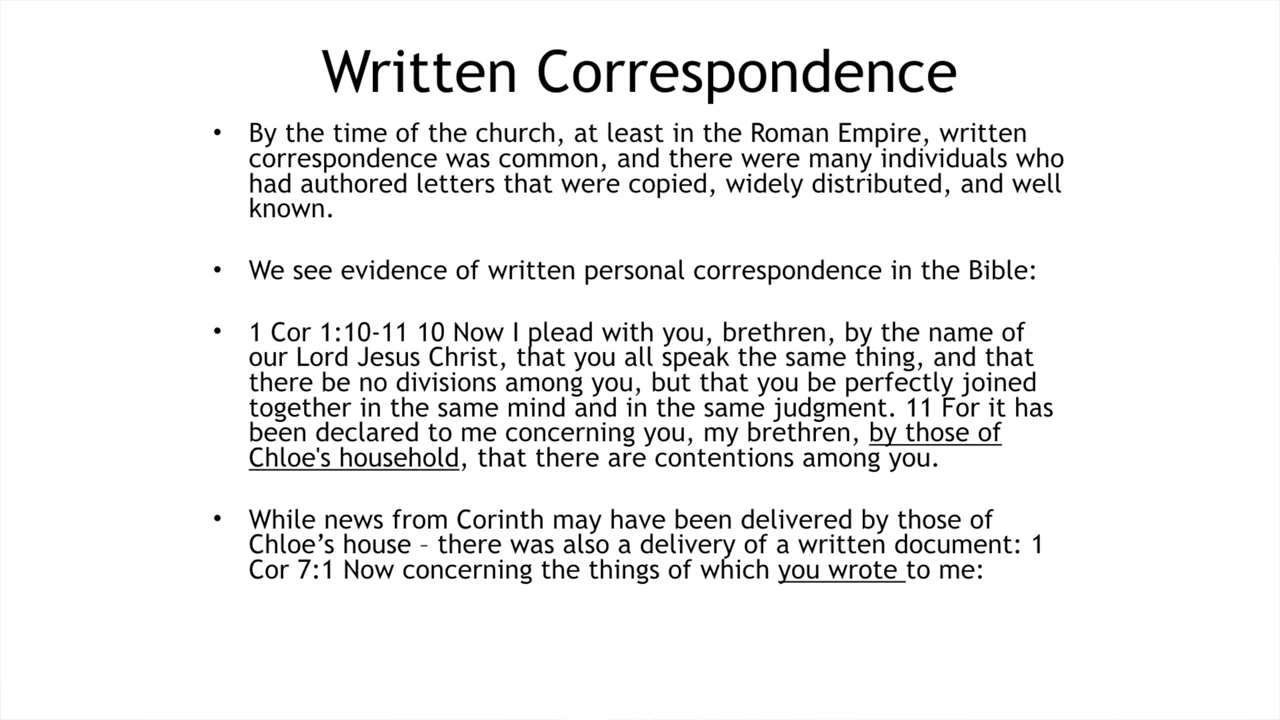 Written Correspondence
• By the time of the church, at least in the Roman Empire, written
correspondence was common, and there were many individuals who
had authored letters that were copied, widely distributed, and well
known.
• We see evidence of written personal correspondence in the Bible:
• 1 Cor 1:10-11 10 Now I plead with you, brethren, by the name of
our Lord Jesus Christ, that you all speak the same thing, and that
there be no divisions among you, but that you be perfectly joined
together in the same mind and in the same judgment. 11 For it has
been declared to me concerning you, my brethren, by those of
Chloe's household, that there are contentions among you.
• While news from Corinth may have been delivered by those of
Chloe’s house – there was also a delivery of a written document: 1
Cor 7:1 Now concerning the things of which you wrote to me: